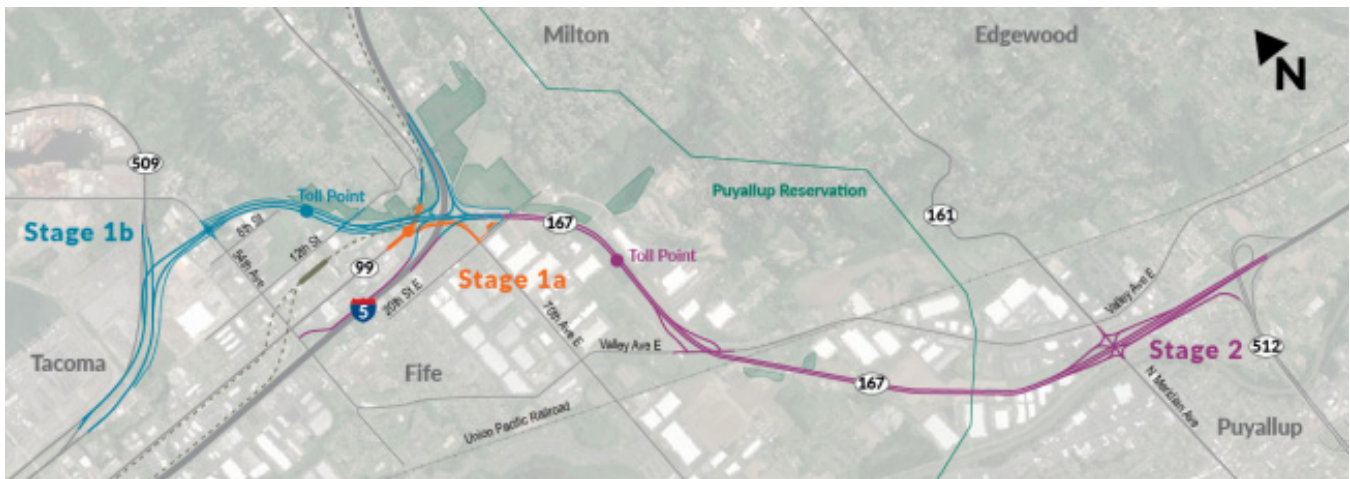 Milton
Edgewood
N
509
Toll Point
Puyallup Reservation
161
167
Stage 1b
8th St
12th St
54th Ave
Toll Point
99
Stage 1a
5
20th St E
70th Ave E
Valley Ave E
Valley Ave E
Stage 2
512
Tacoma
Fife
167
N Meridian Ave
Union Pacific Railroad
Puyallup